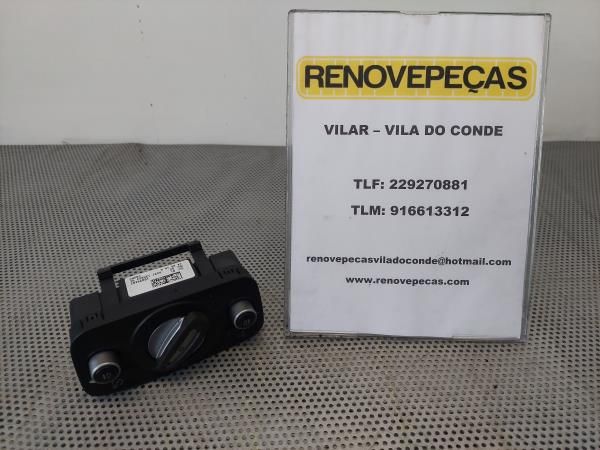 RENOVEPEÇAS
VILAR – VILA DO CONDE
TLF: 229270881
TLM: 916613312
renovepecasviladoconde@hotmail.com
www.renovepecas.com